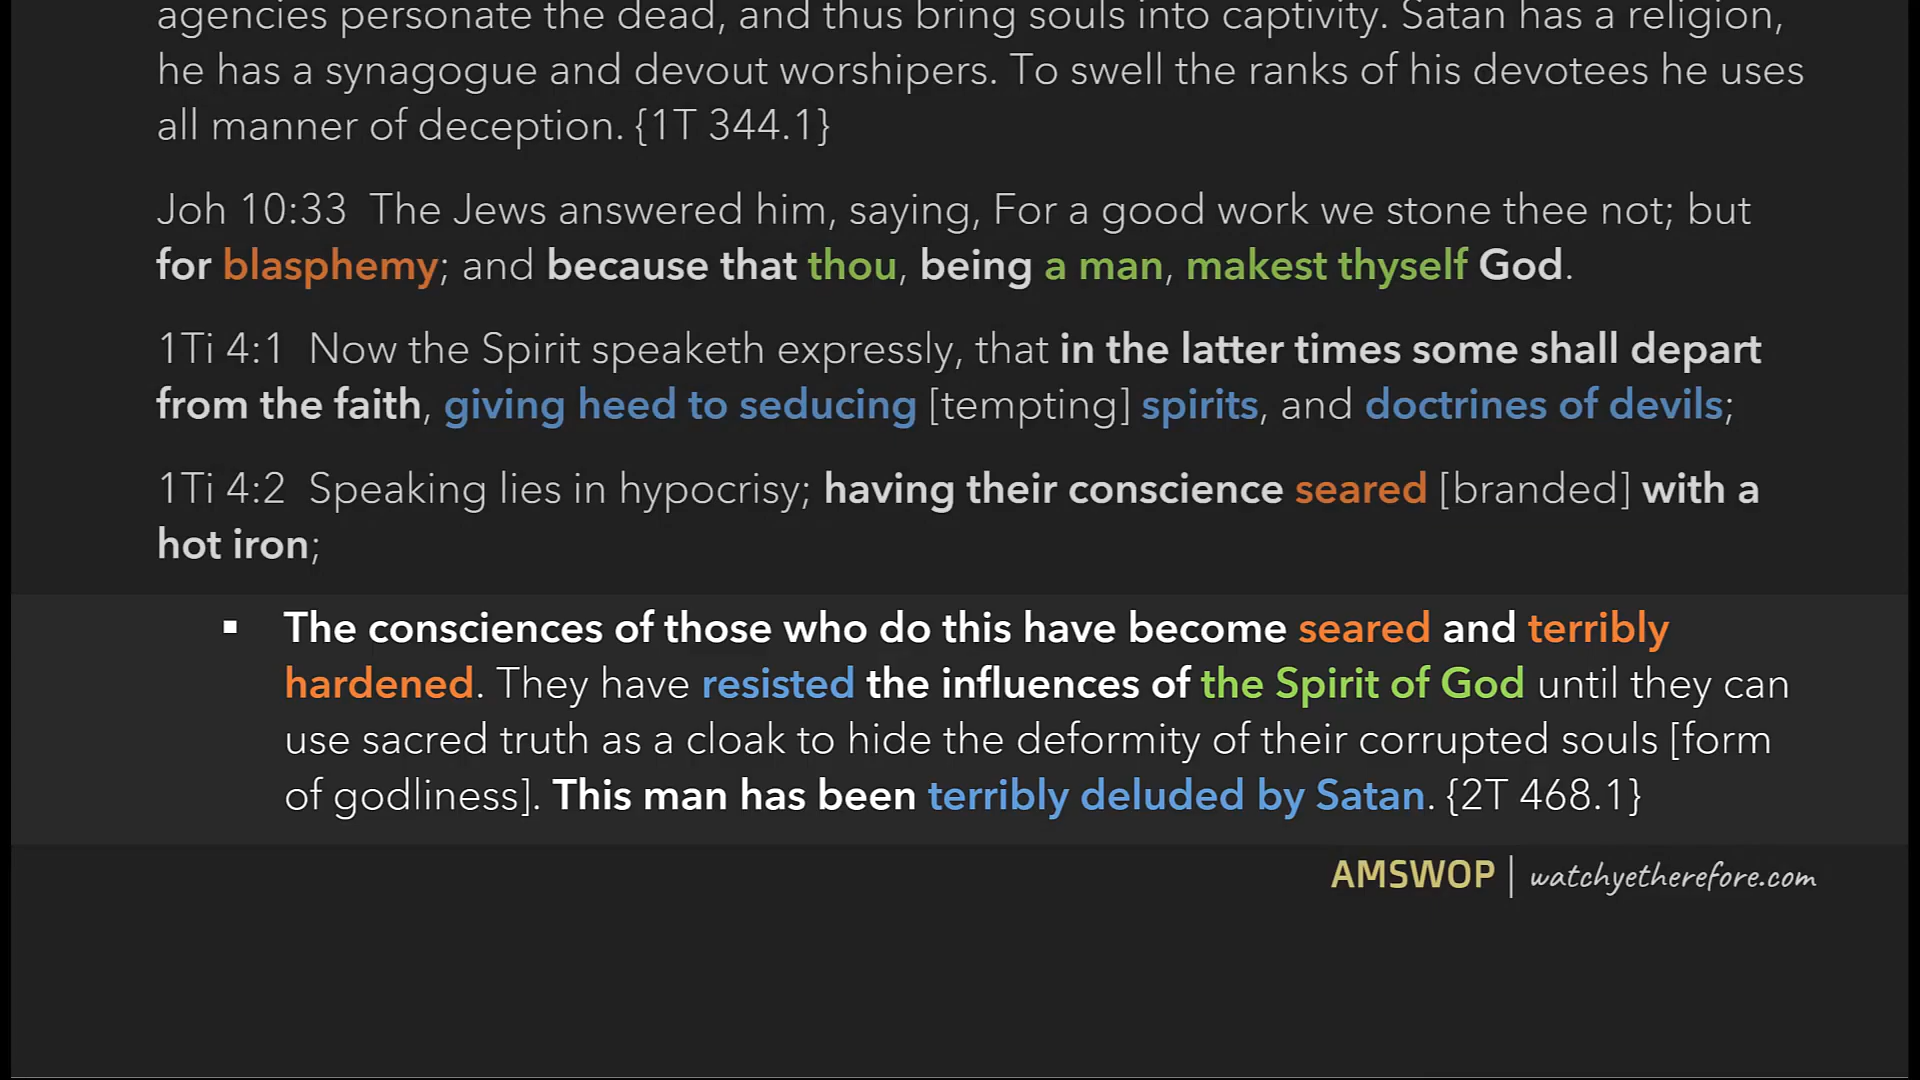 agencies personate the dead, and thus bring souls into captivity. Satan has a religion,
he has a synagogue and devout worshipers. To swell the ranks of his devotees he uses
all manner of deception. {1T 344.1}
Joh 10:33 The Jews answered him, saying, For a good work we stone thee not; but
for blasphemy; and because that thou, being a man, makest thyself God.
1Ti 4:1 Now the Spirit speaketh expressly, that in the latter times some shall depart
from the faith, giving heed to seducing [tempting] spirits, and doctrines of devils;
1Ti 4:2 Speaking lies in hypocrisy; having their conscience seared [branded] with a
hot iron;
▪ The consciences of those who do this have become seared and terribly
hardened. They have resisted the influences of the Spirit of God until they can
use sacred truth as a cloak to hide the deformity of their corrupted souls [form
of godliness]. This man has been terribly deluded by Satan. {2T 468.1}
AMSWOP | watchyetherefore.com